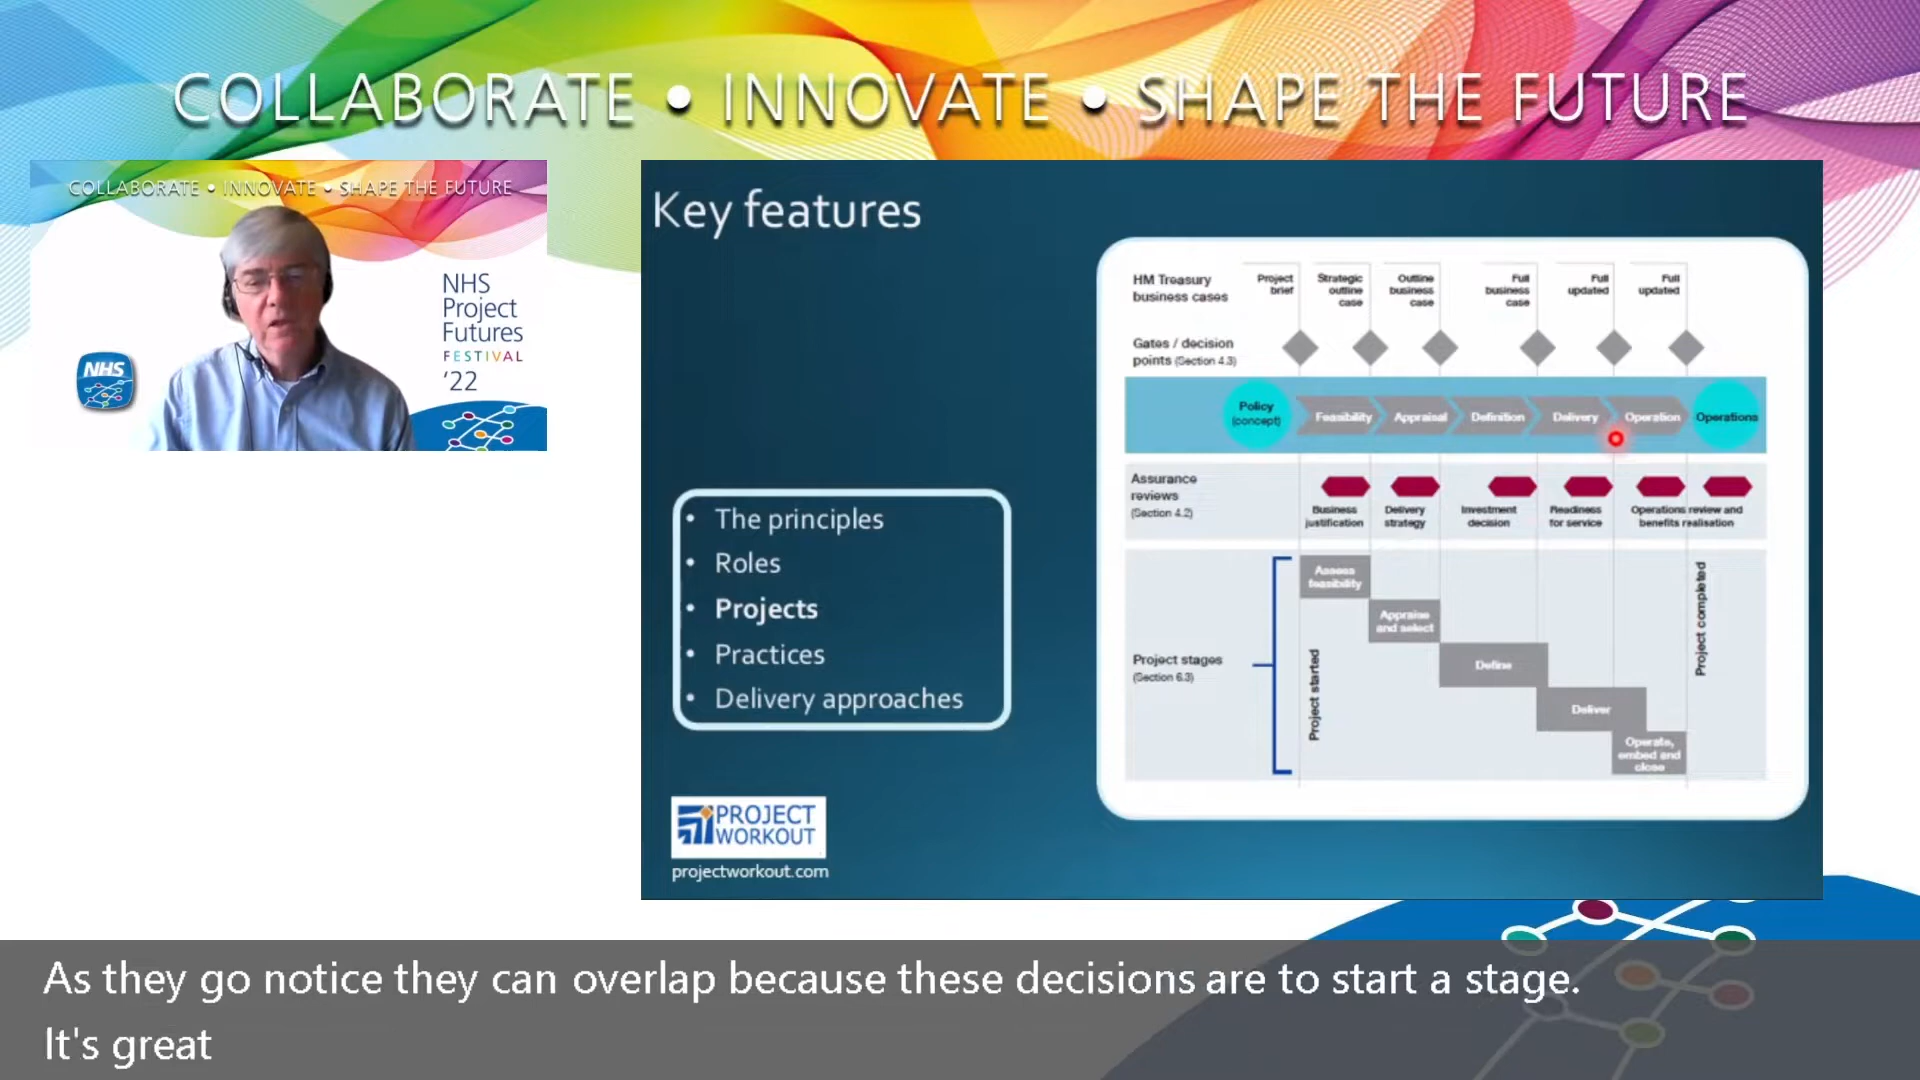 COLLABORATE • INNOVATE • SHAPE THE FUTURE
COLLABORATE • INNOVATE • SHAPE THE FUTURE
NHS
Project
Futures
FESTIVAL
'22
NHS
Key features
• The principles
• Roles
• Projects
• Practices
• Delivery approaches
PROJECT
WORKOUT
projectworkout.com
HM Treasury
business cases
Project
brief
Strategic
outline
case
Outline
business
case
Full
business
case
Full
updated
Full
updated
Gates / decision
points (Section 4.3)
Policy
(concept)
Feasibility
Appraisal
Definition
Delivery
Operation
Operations
Assurance
reviews
(Section 4.2)
Business
justification
Delivery
strategy
Investment
decision
Readiness
for service
Operations review and
benefits realisation
Project stages
(Section 6.3)
Project started
Assess
feasibility
Appraise
and select
Define
Deliver
Operate,
embed and
close
Project completed
As they go notice they can overlap because these decisions are to start a stage.
It's great